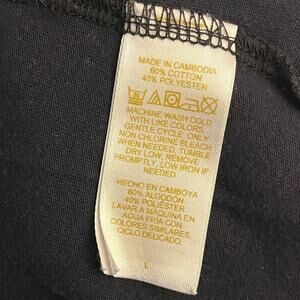 MADE IN CAMBODIA
60% COTTON
40% POLYESTER
MACHINE WASH COLD
WITH LIKE COLORS,
GENTLE CYCLE, ONLY
NON CHLORINE BLEACH
WHEN NEEDED, TUMBLE
DRY LOW, REMOVE
PROMPTLY, LOW IRON IF
NEEDED
HECHO EN CAMBOYA
60% ALGODÓN
40% POLIÉSTER
LAVAR A MAQUINA EN
AGUA FRIA CON
COLORES SIMILARES,
CICLO DELICADO,
L